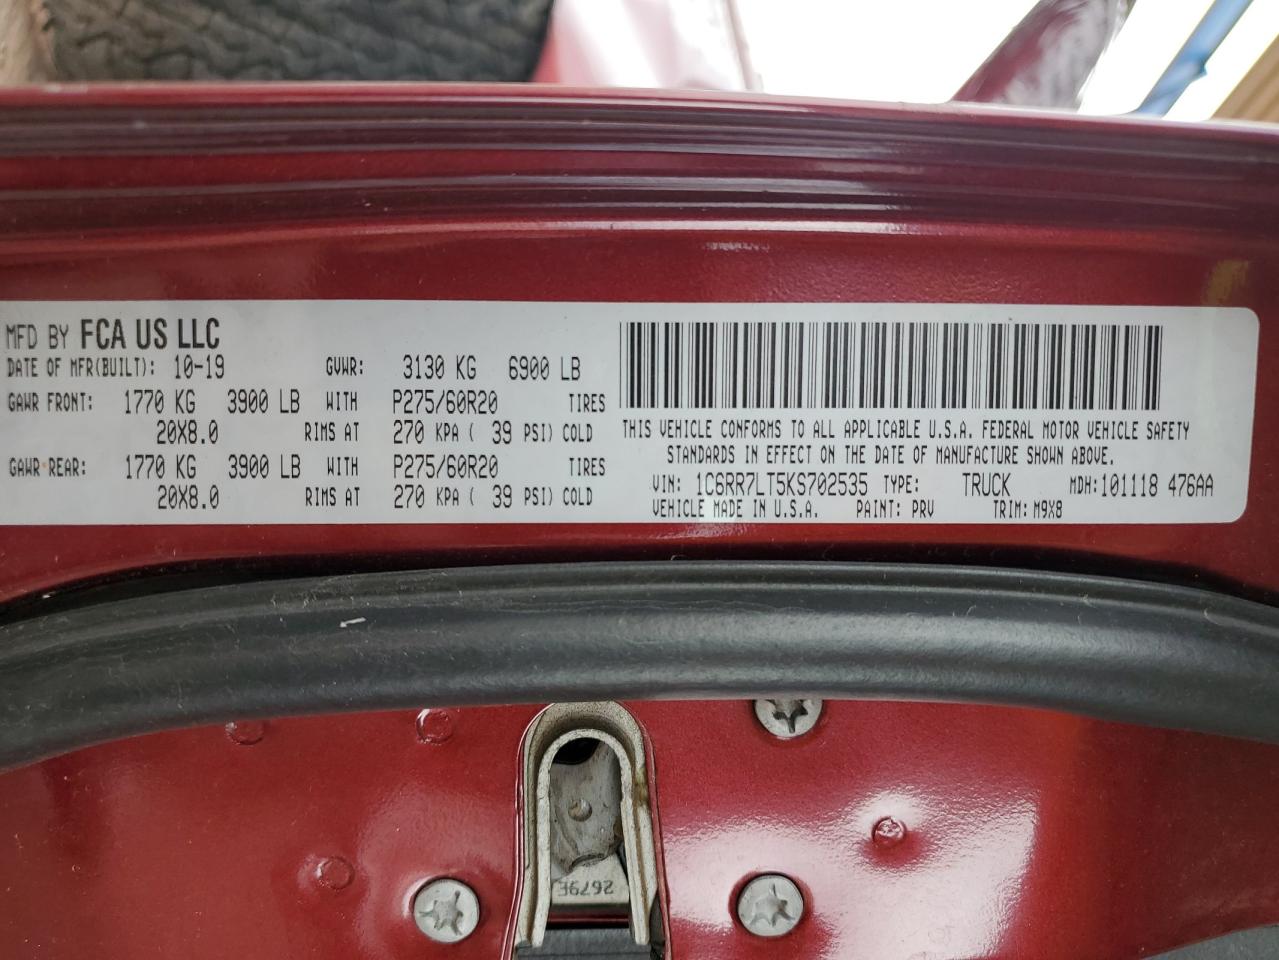 MFD BY FCA US LLC
DATE OF MFR(BUILT): 10-19 GVWR: 3130 KG 6900 LB
GAWR FRONT: 1770 KG 3900 LB WITH P275/60R20 TIRES
20X8.0 RIMS AT 270 KPA ( 39 PSI) COLD
GAWR REAR: 1770 KG 3900 LB WITH P275/60R20 TIRES
20X8.0 RIMS AT 270 KPA ( 39 PSI) COLD
THIS VEHICLE CONFORMS TO ALL APPLICABLE U.S.A. FEDERAL MOTOR VEHICLE SAFETY
STANDARDS IN EFFECT ON THE DATE OF MANUFACTURE SHOWN ABOVE.
VIN: 1C6RR7LT5KS702535 TYPE: TRUCK MDH:101118 476AA
VEHICLE MADE IN U.S.A. PAINT: PRV TRIM: M9X8
2679E